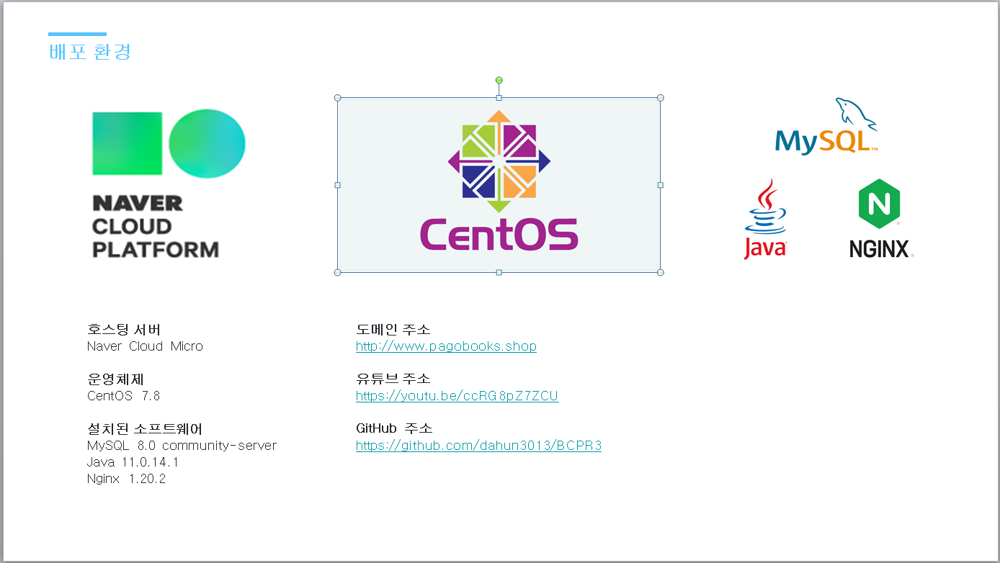 배포 환경
NAVER
CLOUD
PLATFORM
CentOS
MySQL™
Java™
N
NGINX®
호스팅 서버
Naver Cloud Micro
운영체제
CentOS 7.8
설치된 소프트웨어
MySQL 8.0 community-server
Java 11.0.14.1
Nginx 1.20.2
도메인 주소
http://www.pagobooks.shop
유튜브 주소
https://youtu.be/ccRG8pZ7ZCU
GitHub 주소
https://github.com/dahun3013/BCPR3